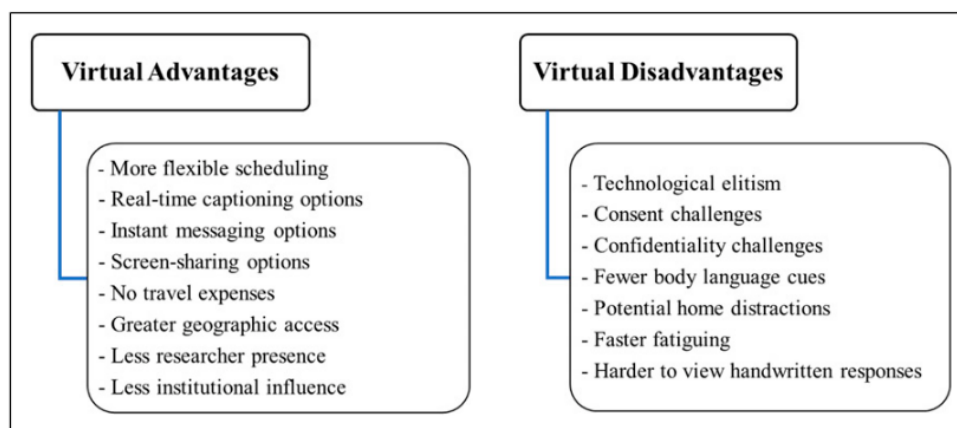 Virtual Advantages
- More flexible scheduling
- Real-time captioning options
- Instant messaging options
- Screen-sharing options
- No travel expenses
- Greater geographic access
- Less researcher presence
- Less institutional influence
Virtual Disadvantages
- Technological elitism
- Consent challenges
- Confidentiality challenges
- Fewer body language cues
- Potential home distractions
- Faster fatiguing
- Harder to view handwritten responses